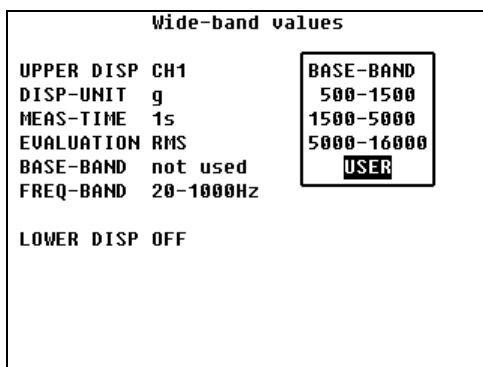 Wide-band values
UPPER DISP CH1
DISP-UNIT g
MEAS-TIME 1s
EVALUATION RMS
BASE-BAND not used
FREQ-BAND 20-1000Hz
LOWER DISP OFF
BASE-BAND
500-1500
1500-5000
5000-16000
USER